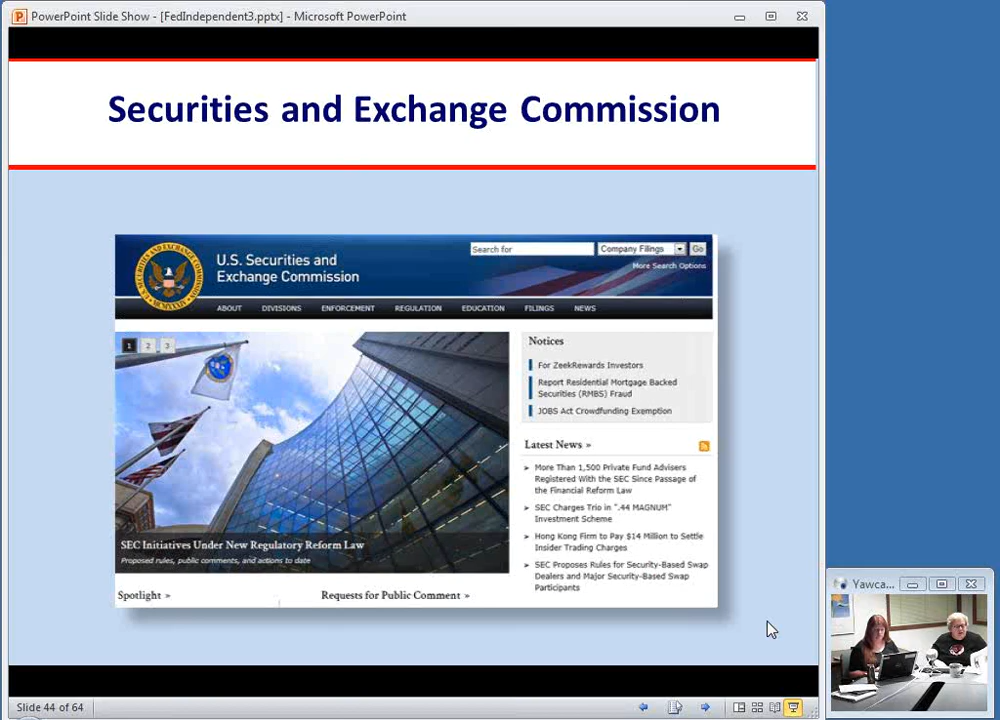 PowerPoint Slide Show - [FedIndependent3.pptx] - Microsoft PowerPoint
Securities and Exchange Commission
U.S. Securities and
Exchange Commission
Search for
Company Filings
Go
More Search Options
ABOUT DIVISIONS ENFORCEMENT REGULATION EDUCATION FILINGS NEWS
1 2 3
SEC Initiatives Under New Regulatory Reform Law
Proposed rules, public comments, and actions to date
Notices
For ZeekRewards Investors
Report Residential Mortgage Backed
Securities (RMBS) Fraud
JOBS Act Crowdfunding Exemption
Latest News »
More Than 1,500 Private Fund Advisers
Registered With the SEC Since Passage of
the Financial Reform Law
SEC Charges Trio in ".44 MAGNUM"
Investment Scheme
Hong Kong Firm to Pay $14 Million to Settle
Insider Trading Charges
SEC Proposes Rules for Security-Based Swap
Dealers and Major Security-Based Swap
Participants
Spotlight »
Requests for Public Comment »
Yawca...
Slide 44 of 64